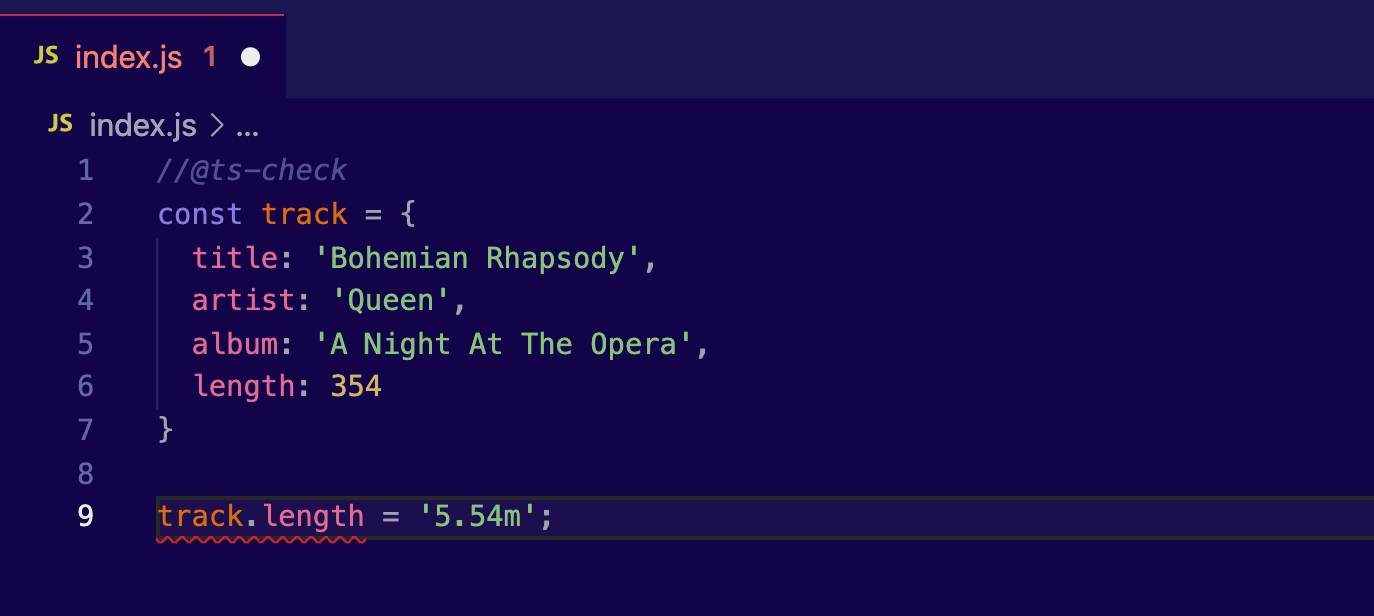 JS index.js 1
JS index.js > ...
1 //@ts-check
2 const track = {
3 title: 'Bohemian Rhapsody',
4 artist: 'Queen',
5 album: 'A Night At The Opera',
6 length: 354
7 }
8
9 track.length = '5.54m';